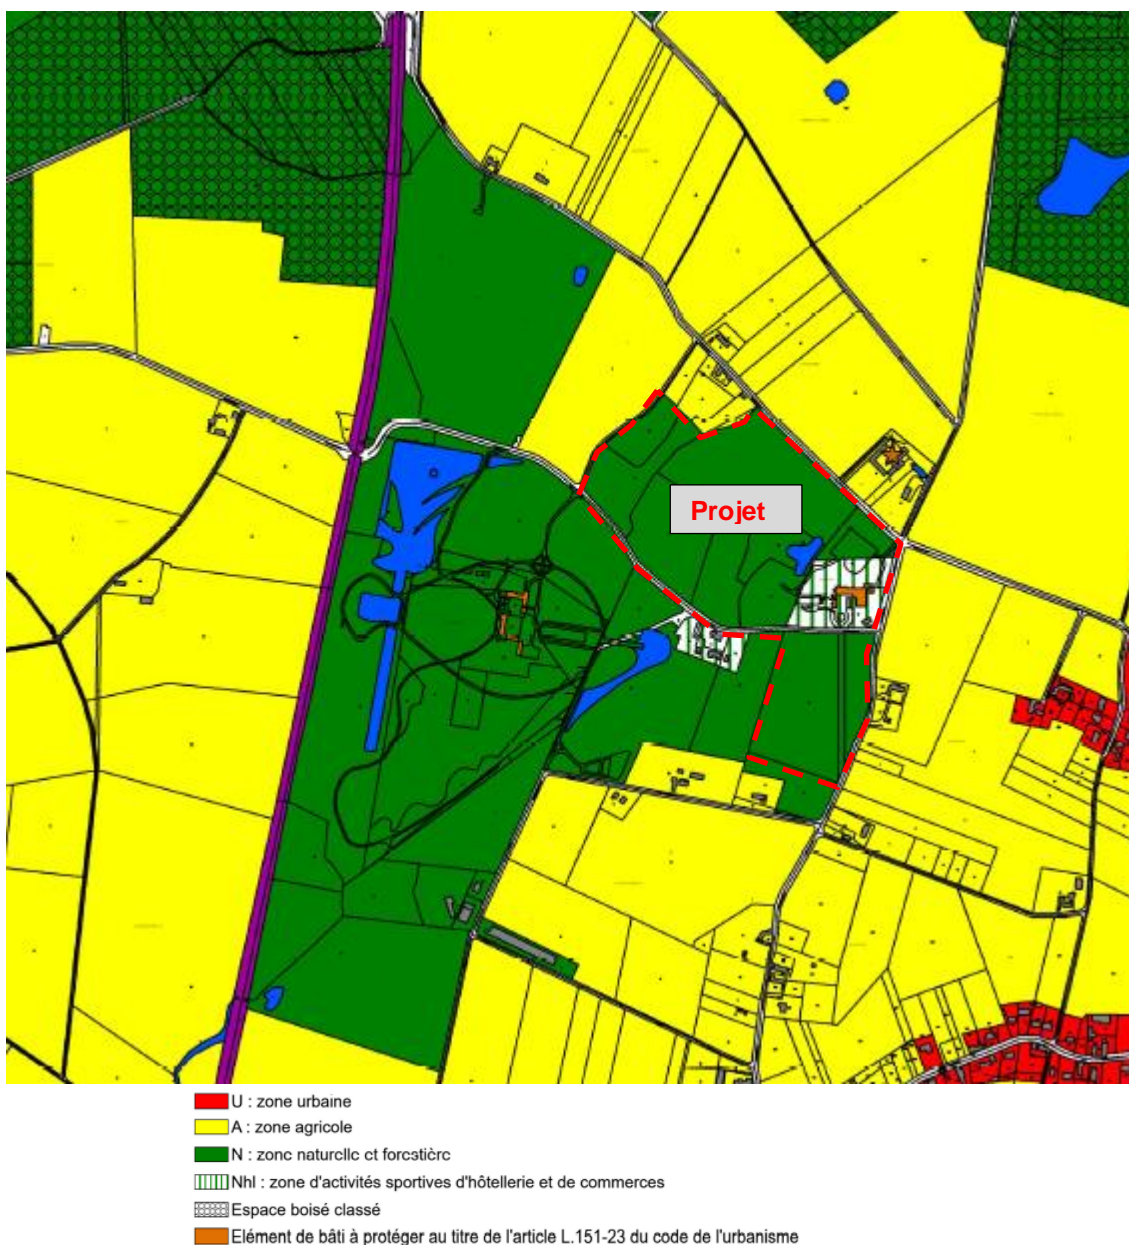 Projet
U : zone urbaine
A : zone agricole
N : zone naturelle et forestière
Nhl : zone d'activités sportives d'hôtellerie et de commerces
Espace boisé classé
Elément de bâti à protéger au titre de l'article L.151-23 du code de l'urbanisme